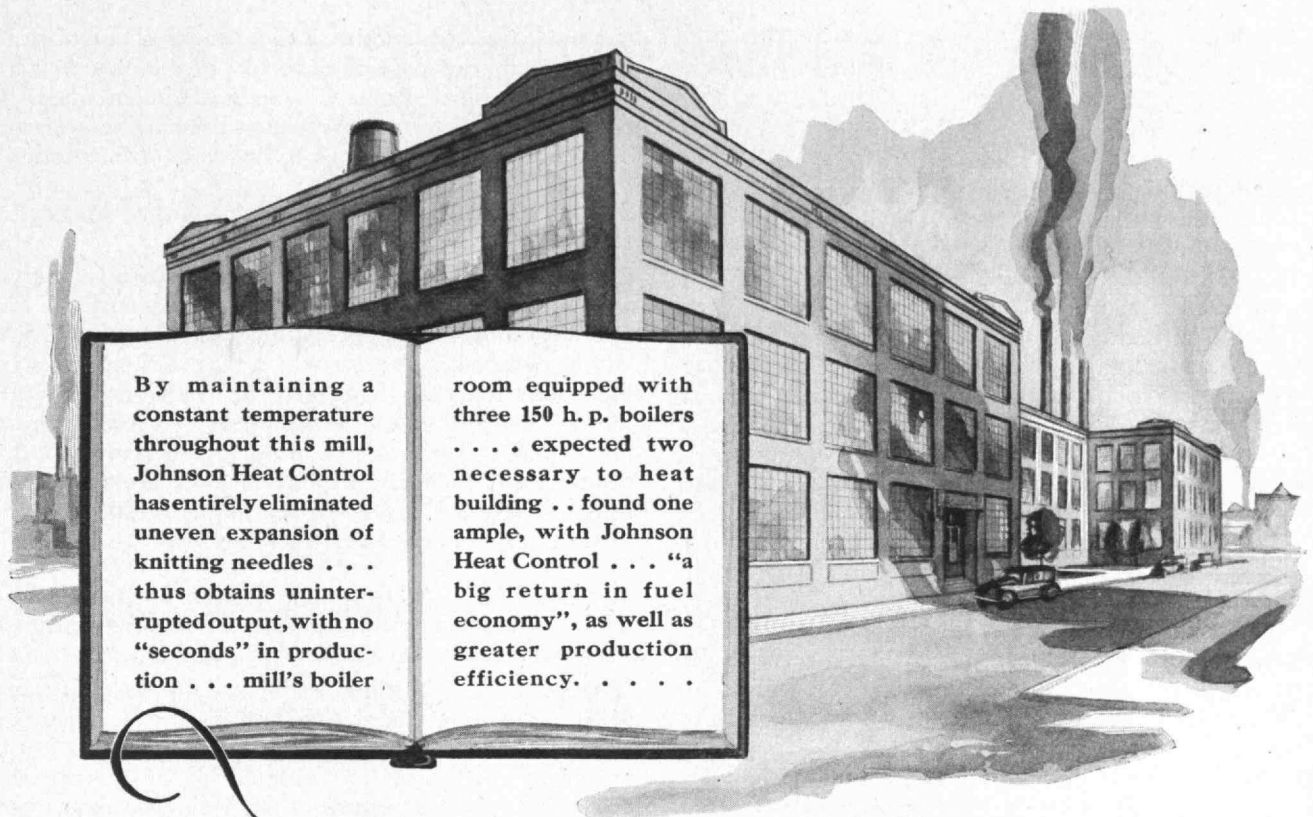 By maintaining a
constant temperature
throughout this mill,
Johnson Heat Control
has entirely eliminated
uneven expansion of
knitting needles . . .
thus obtains uninter-
rupted output, with no
“seconds” in produc-
tion . . . mill's boiler
room equipped with
three 150 h. p. boilers
. . . . expected two
necessary to heat
building . . found one
ample, with Johnson
Heat Control . . . “a
big return in fuel
economy”, as well as
greater production
efficiency. . . . .